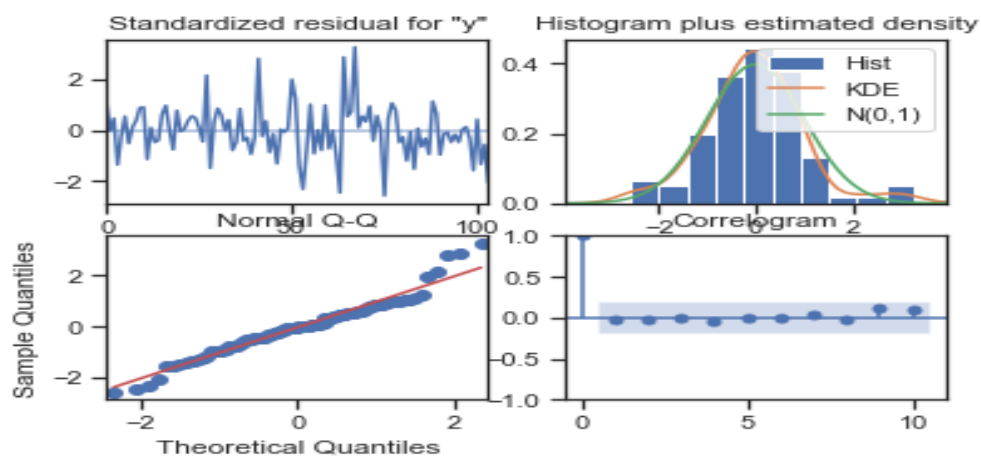 Standardized residual for "y"
2
0
−2
0
50
100
Histogram plus estimated density
0.4
0.2
0.0
Hist
KDE
N(0,1)
−2
0
2
Normal Q-Q
Sample Quantiles
2
0
−2
−2
0
2
Theoretical Quantiles
Correlogram
1.0
0.5
0.0
−0.5
−1.0
0
5
10